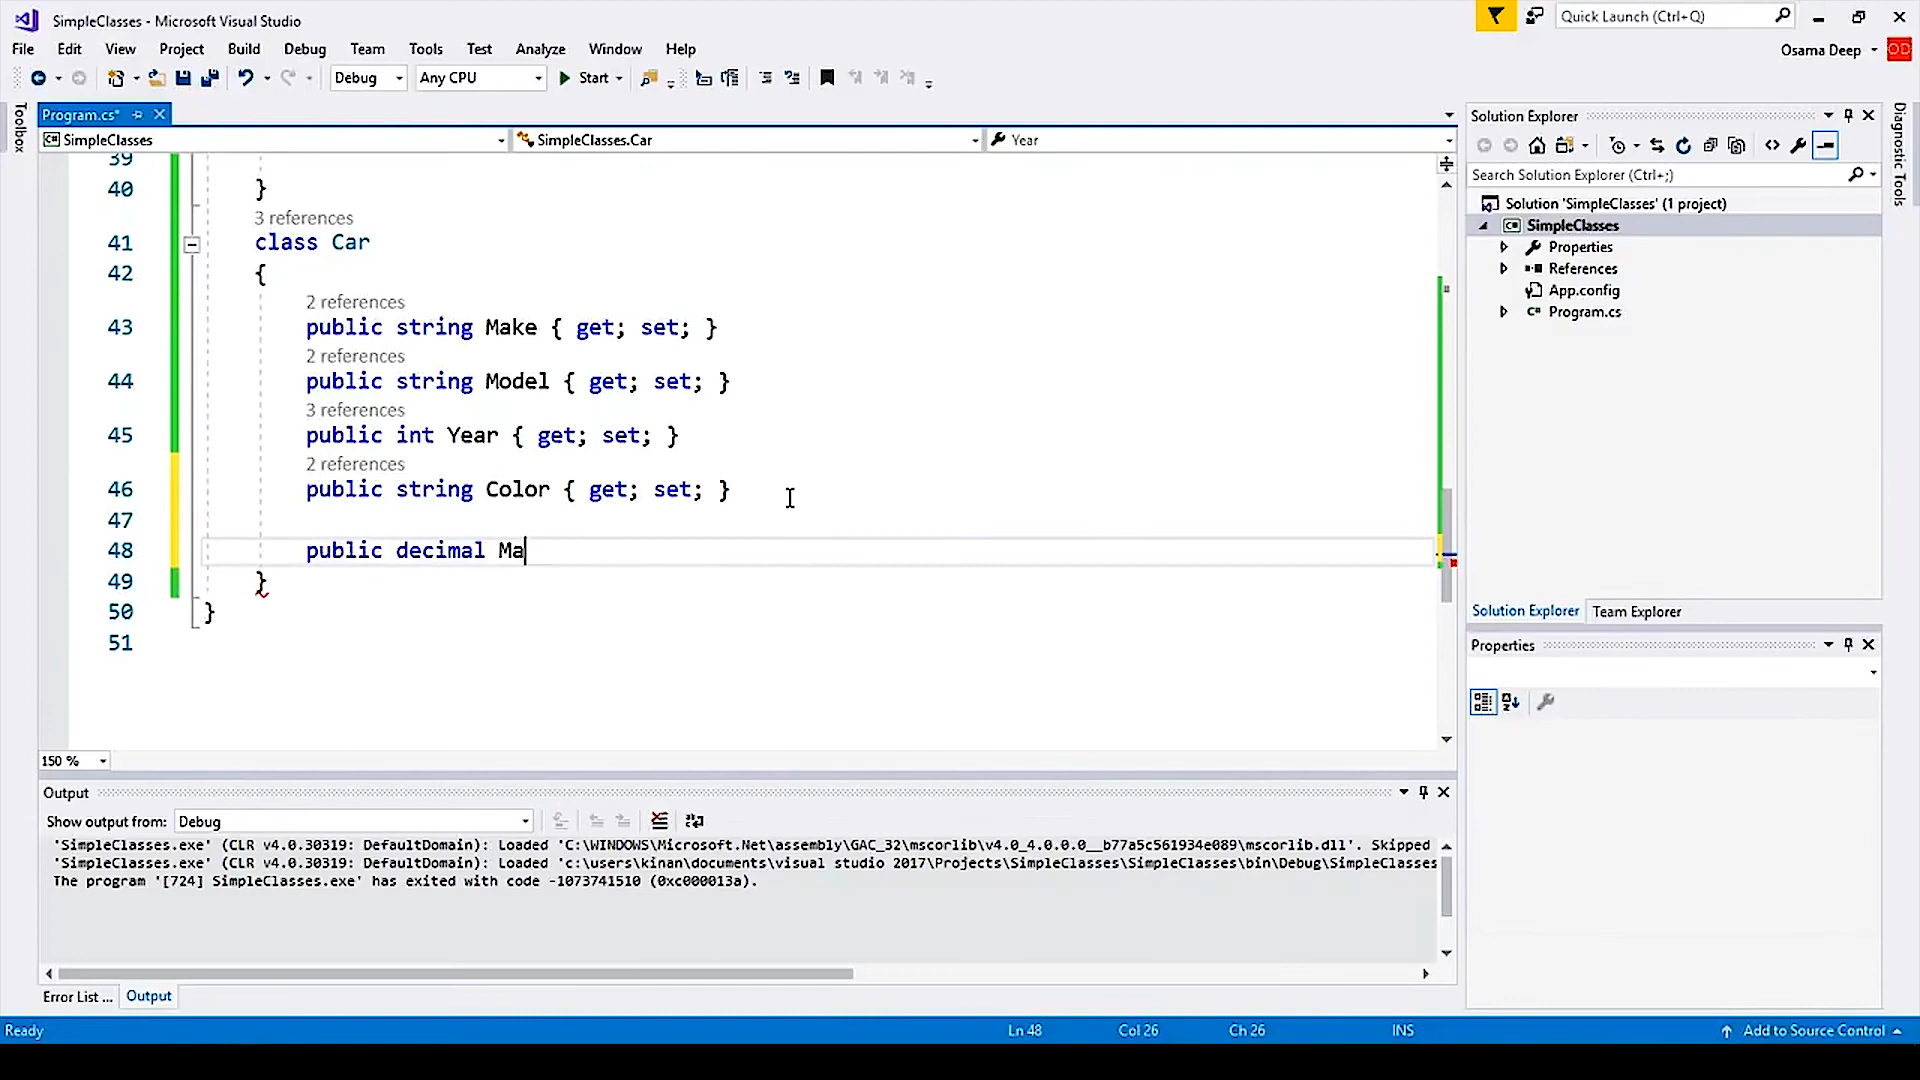 SimpleClasses - Microsoft Visual Studio
Quick Launch (Ctrl+Q)
File Edit View Project Build Debug Team Tools Test Analyze Window Help
Osama Deep OD
Debug Any CPU Start
Toolbox
Program.cs*
SimpleClasses SimpleClasses.Car Year
39
40 }
3 references
41 class Car
42 {
2 references
43 public string Make { get; set; }
2 references
44 public string Model { get; set; }
3 references
45 public int Year { get; set; }
2 references
46 public string Color { get; set; }
47
48 public decimal Ma
49 }
50 }
51
150 %
Output
Show output from: Debug
'SimpleClasses.exe' (CLR v4.0.30319: DefaultDomain): Loaded 'C:\WINDOWS\Microsoft.Net\assembly\GAC_32\mscorlib\v4.0_4.0.0.0__b77a5c561934e089\mscorlib.dll'. Skipped
'SimpleClasses.exe' (CLR v4.0.30319: DefaultDomain): Loaded 'c:\users\kinan\documents\visual studio 2017\Projects\SimpleClasses\SimpleClasses\bin\Debug\SimpleClasses
The program '[724] SimpleClasses.exe' has exited with code -1073741510 (0xc000013a).
Error List ... Output
Solution Explorer
Search Solution Explorer (Ctrl+;)
Solution 'SimpleClasses' (1 project)
SimpleClasses
Properties
References
App.config
C# Program.cs
Solution Explorer Team Explorer
Properties
Diagnostic Tools
Ready Ln 48 Col 26 Ch 26 INS Add to Source Control